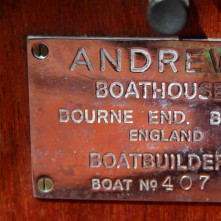 ANDREW
BOATHOUSE
BOURNE END. B
ENGLAND
BOATBUILDER
BOAT No 407